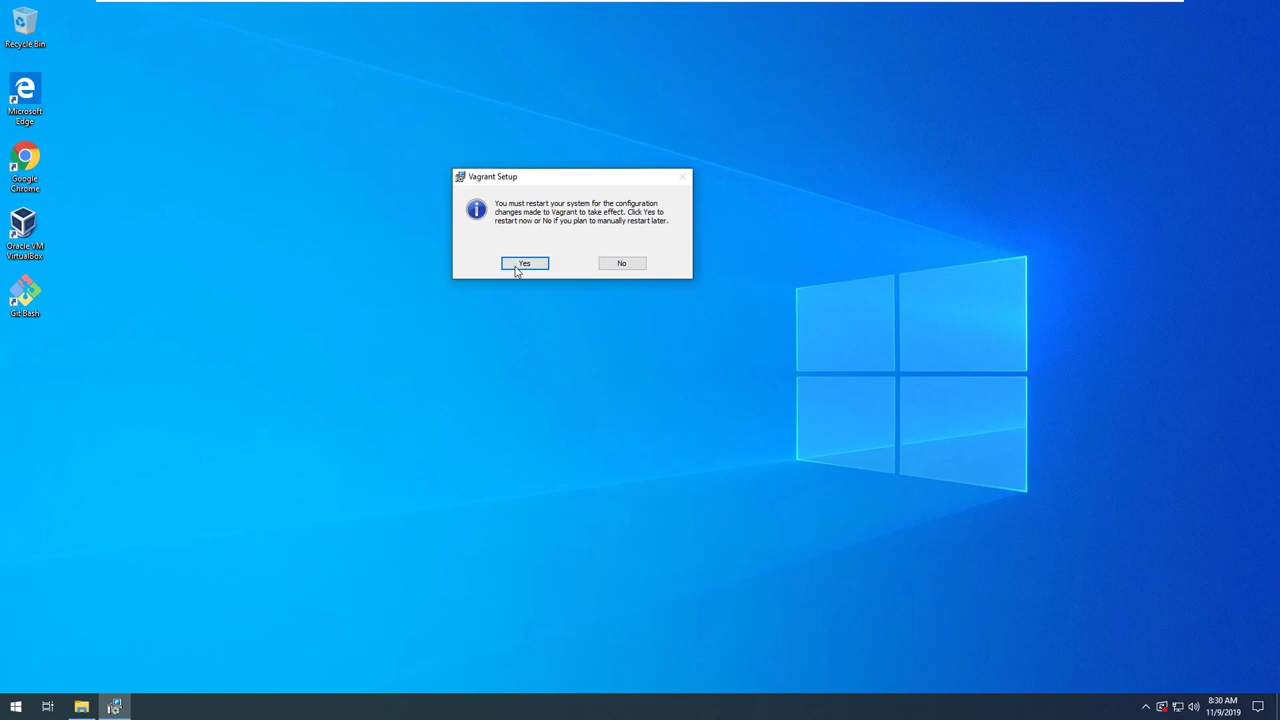 Recycle Bin
Microsoft
Edge
Google
Chrome
Oracle VM
VirtualBox
Git Bash
Vagrant Setup
You must restart your system for the configuration
changes made to Vagrant to take effect. Click Yes to
restart now or No if you plan to manually restart later.
Yes
No
8:30 AM
11/9/2019